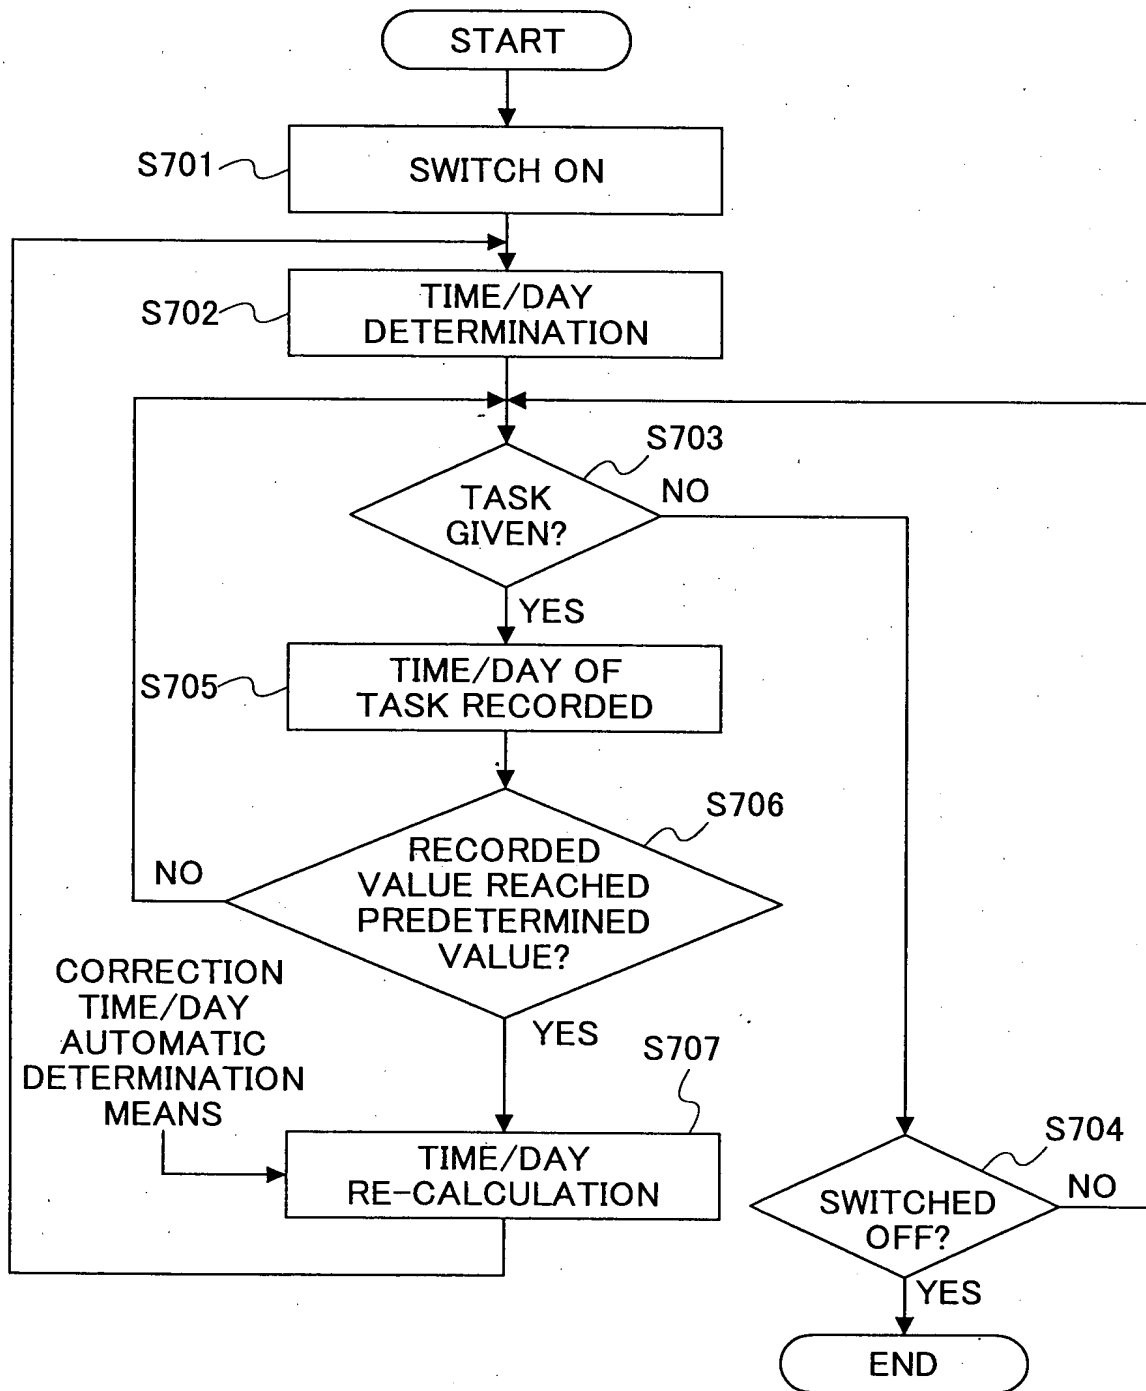 START
S701
SWITCH ON
S702
TIME/DAY
DETERMINATION
S703
TASK
GIVEN?
NO
YES
S705
TIME/DAY OF
TASK RECORDED
S706
RECORDED
VALUE REACHED
PREDETERMINED
VALUE?
NO
YES
CORRECTION
TIME/DAY
AUTOMATIC
DETERMINATION
MEANS
S707
TIME/DAY
RE-CALCULATION
S704
SWITCHED
OFF?
NO
YES
END